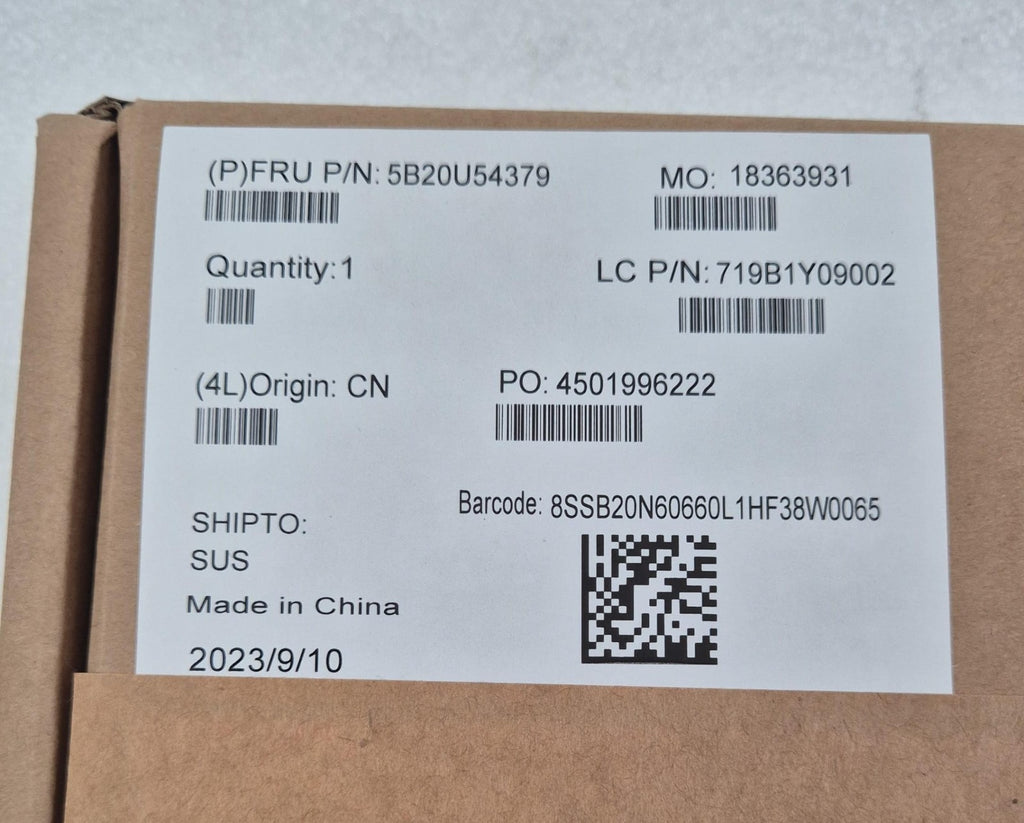 (P)FRU P/N: 5B20U54379
MO: 18363931
Quantity:1
LC P/N: 719B1Y09002
(4L)Origin: CN
PO: 4501996222
Barcode: 8SSB20N60660L1HF38W0065
SHIPTO:
SUS
Made in China
2023/9/10